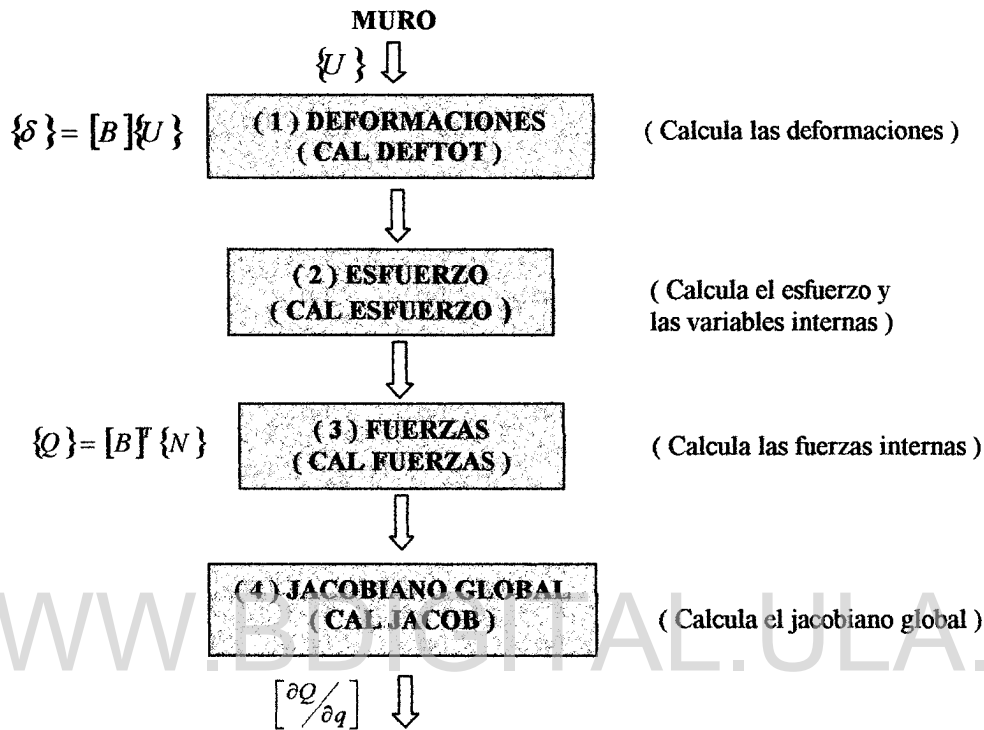 MURO
{U}
{δ}= [B]{U}
( 1 ) DEFORMACIONES
( CAL DEFTOT )
( Calcula las deformaciones )
( 2 ) ESFUERZO
( CAL ESFUERZO )
( Calcula el esfuerzo y
las variables internas )
{Q}= [B]ᵀ {N}
( 3 ) FUERZAS
( CAL FUERZAS )
( Calcula las fuerzas internas )
( 4 ) JACOBIANO GLOBAL
( CAL JACOB )
( Calcula el jacobiano global )
WWW.BDIGITAL.ULA.
[∂Q/∂q]